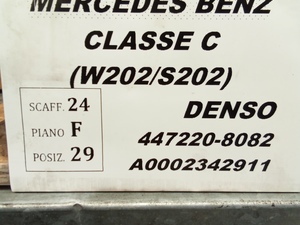 MERCEDES BENZ
CLASSE C
(W202/S202)
SCAFF. 24
PIANO F
POSIZ. 29
DENSO
447220-8082
A0002342911